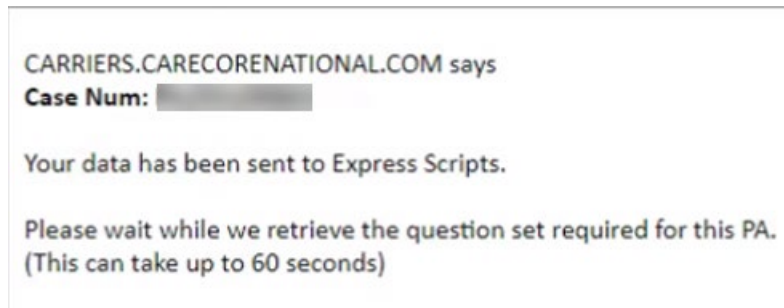 CARRIERS.CARECORENATIONAL.COM says
Case Num:
Your data has been sent to Express Scripts.
Please wait while we retrieve the question set required for this PA.
(This can take up to 60 seconds)